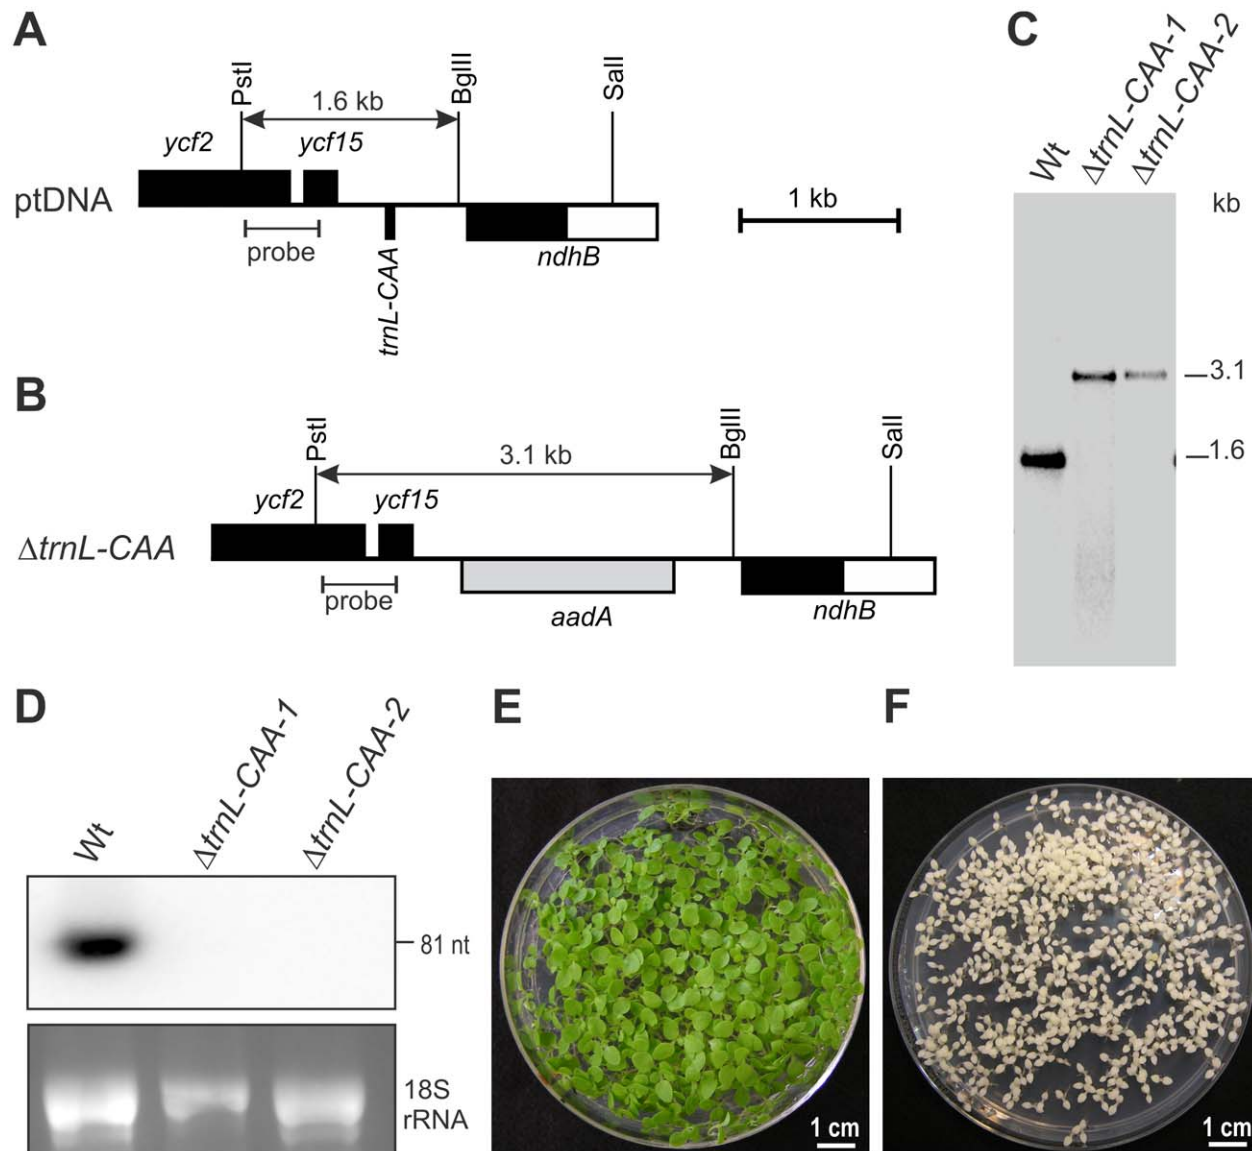 A
PstI
BglII
SalI
1.6 kb
ycf2
ycf15
ptDNA
probe
trnL-CAA
ndhB
1 kb
B
PstI
BglII
SalI
3.1 kb
ycf2
ycf15
ΔtrnL-CAA
probe
aadA
ndhB
C
Wt
ΔtrnL-CAA-1
ΔtrnL-CAA-2
kb
3.1
1.6
D
Wt
ΔtrnL-CAA-1
ΔtrnL-CAA-2
81 nt
18S
rRNA
E
1 cm
F
1 cm